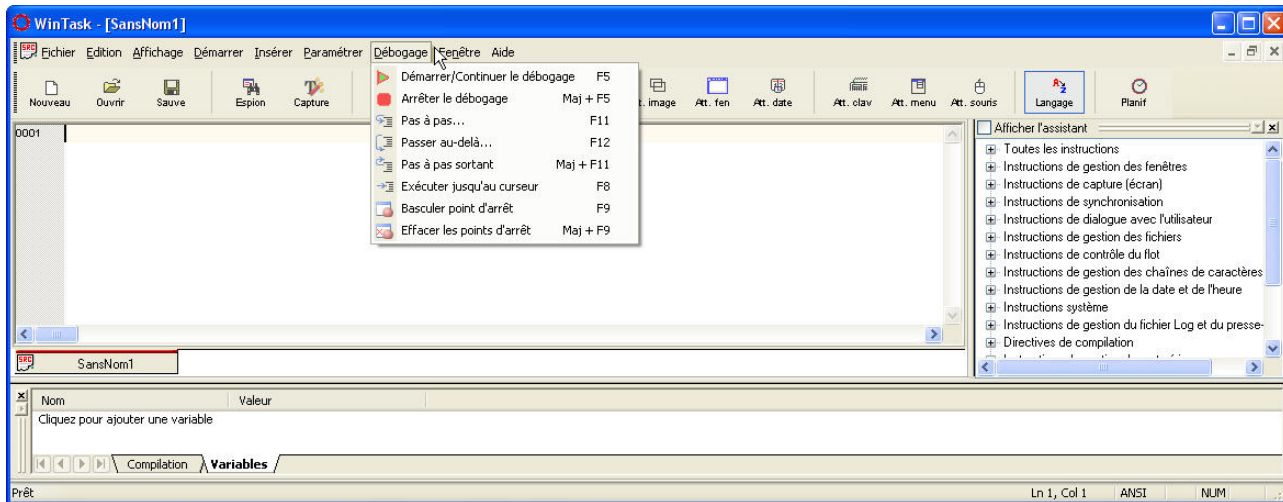 WinTask - [SansNom1]
SRC Fichier Edition Affichage Démarrer Insérer Paramétrer Débogage Fenêtre Aide
Nouveau Ouvrir Sauve Espion Capture t. image Att. fen Att. date Att. clav Att. menu Att. souris Langage Planif
Démarrer/Continuer le débogage F5
Arrêter le débogage Maj + F5
Pas à pas... F11
Passer au-delà... F12
Pas à pas sortant Maj + F11
Exécuter jusqu'au curseur F8
Basculer point d'arrêt F9
Effacer les points d'arrêt Maj + F9
0001
Afficher l'assistant
Toutes les instructions
Instructions de gestion des fenêtres
Instructions de capture (écran)
Instructions de synchronisation
Instructions de dialogue avec l'utilisateur
Instructions de gestion des fichiers
Instructions de contrôle du flot
Instructions de gestion des chaînes de caractères
Instructions de gestion de la date et de l'heure
Instructions système
Instructions de gestion du fichier Log et du presse-
Directives de compilation
SRC SansNom1
Nom Valeur
Cliquez pour ajouter une variable
Compilation Variables
Prêt Ln 1, Col 1 ANSI NUM